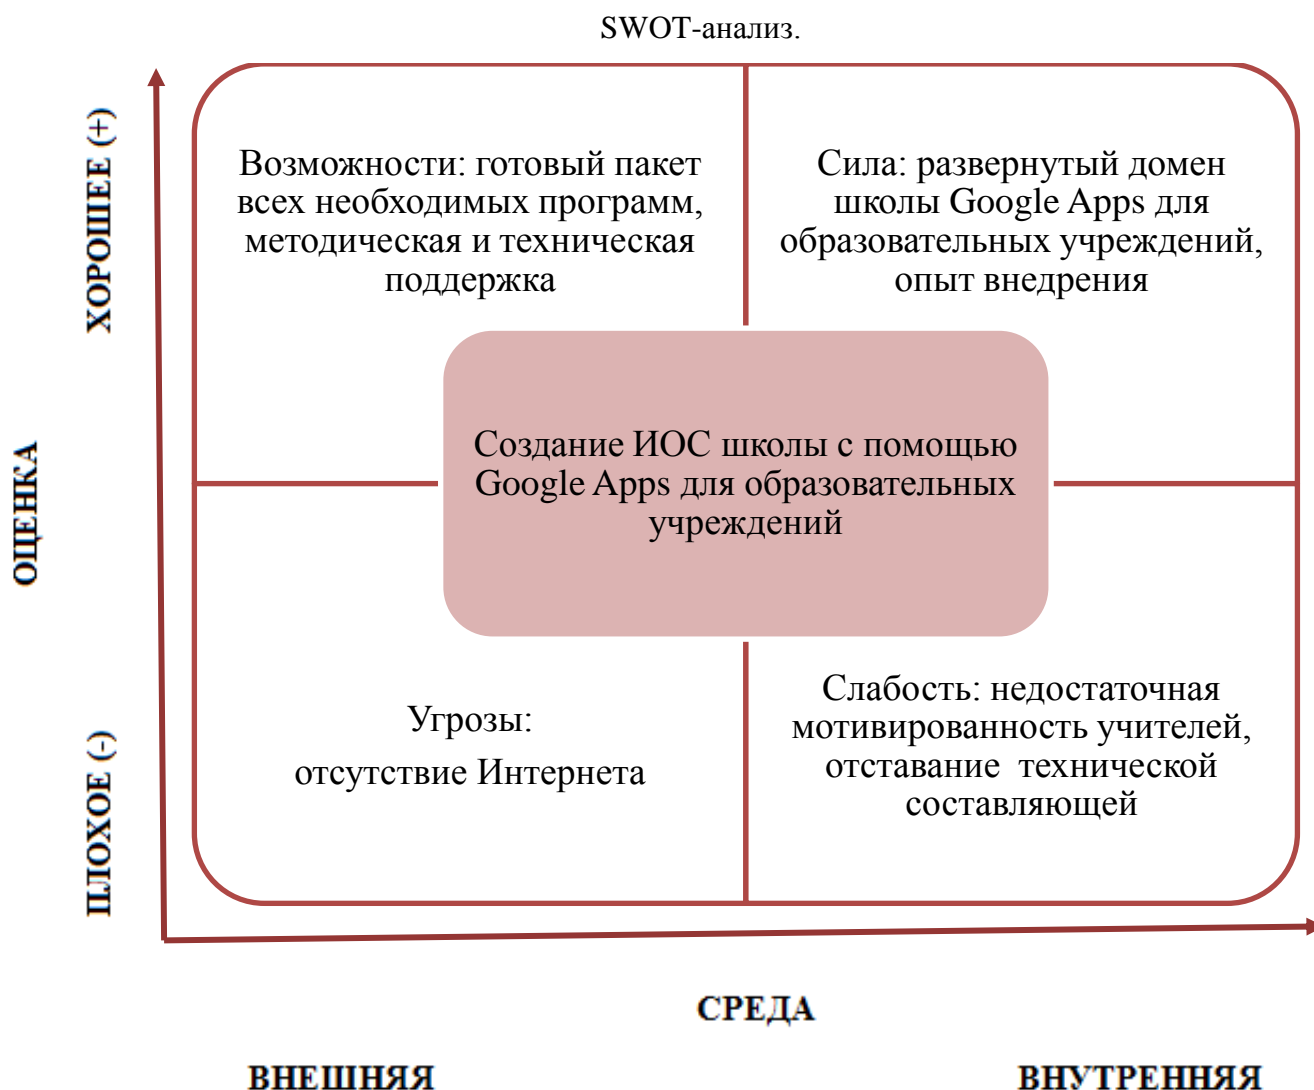 SWOT-анализ.
ХОРОШЕЕ (+)
Возможности: готовый пакет
всех необходимых программ,
методическая и техническая
поддержка
Сила: развернутый домен
школы Google Apps для
образовательных учреждений,
опыт внедрения
ОЦЕНКА
Создание ИОС школы с помощью
Google Apps для образовательных
учреждений
ПЛОХОЕ (-)
Угрозы:
отсутствие Интернета
Слабость: недостаточная
мотивированность учителей,
отставание технической
составляющей
СРЕДА
ВНЕШНЯЯ
ВНУТРЕННЯЯ